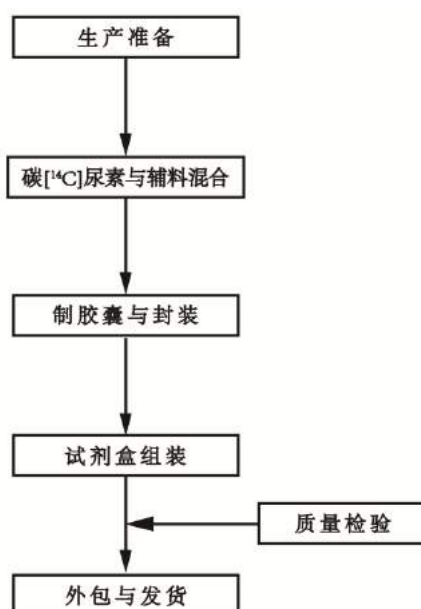 生产准备
碳[¹⁴C]尿素与辅料混合
制胶囊与封装
试剂盒组装
质量检验
外包与发货